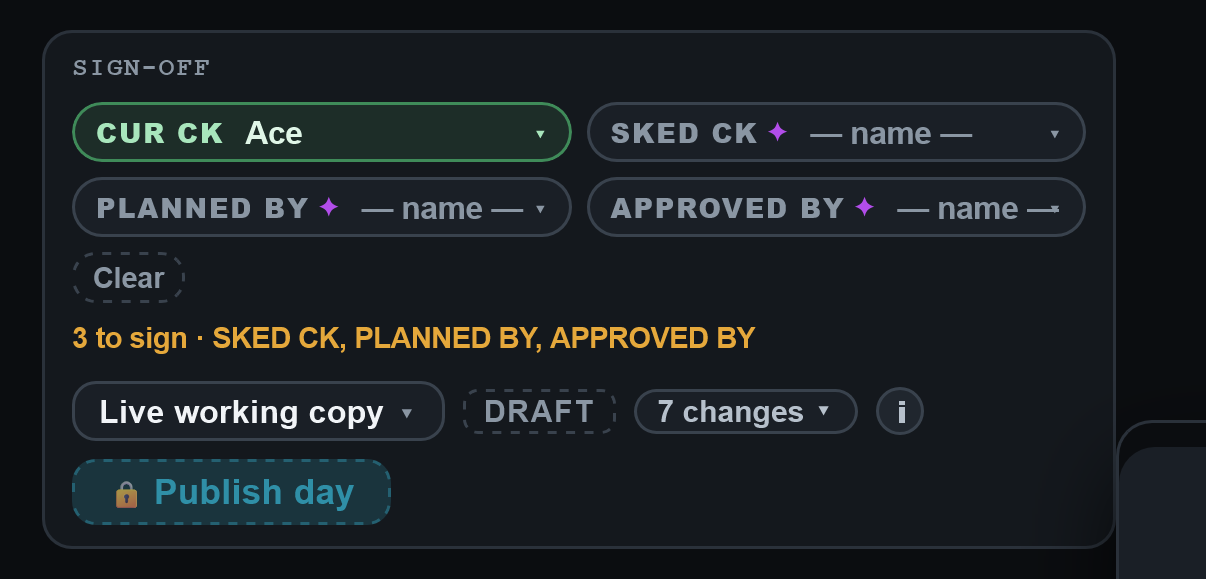 SIGN-OFF
CUR CK Ace
SKED CK ✦ — name —
PLANNED BY ✦ — name —
APPROVED BY ✦ — name —
Clear
3 to sign · SKED CK, PLANNED BY, APPROVED BY
Live working copy ▾ DRAFT 7 changes ▾ i
🔒 Publish day